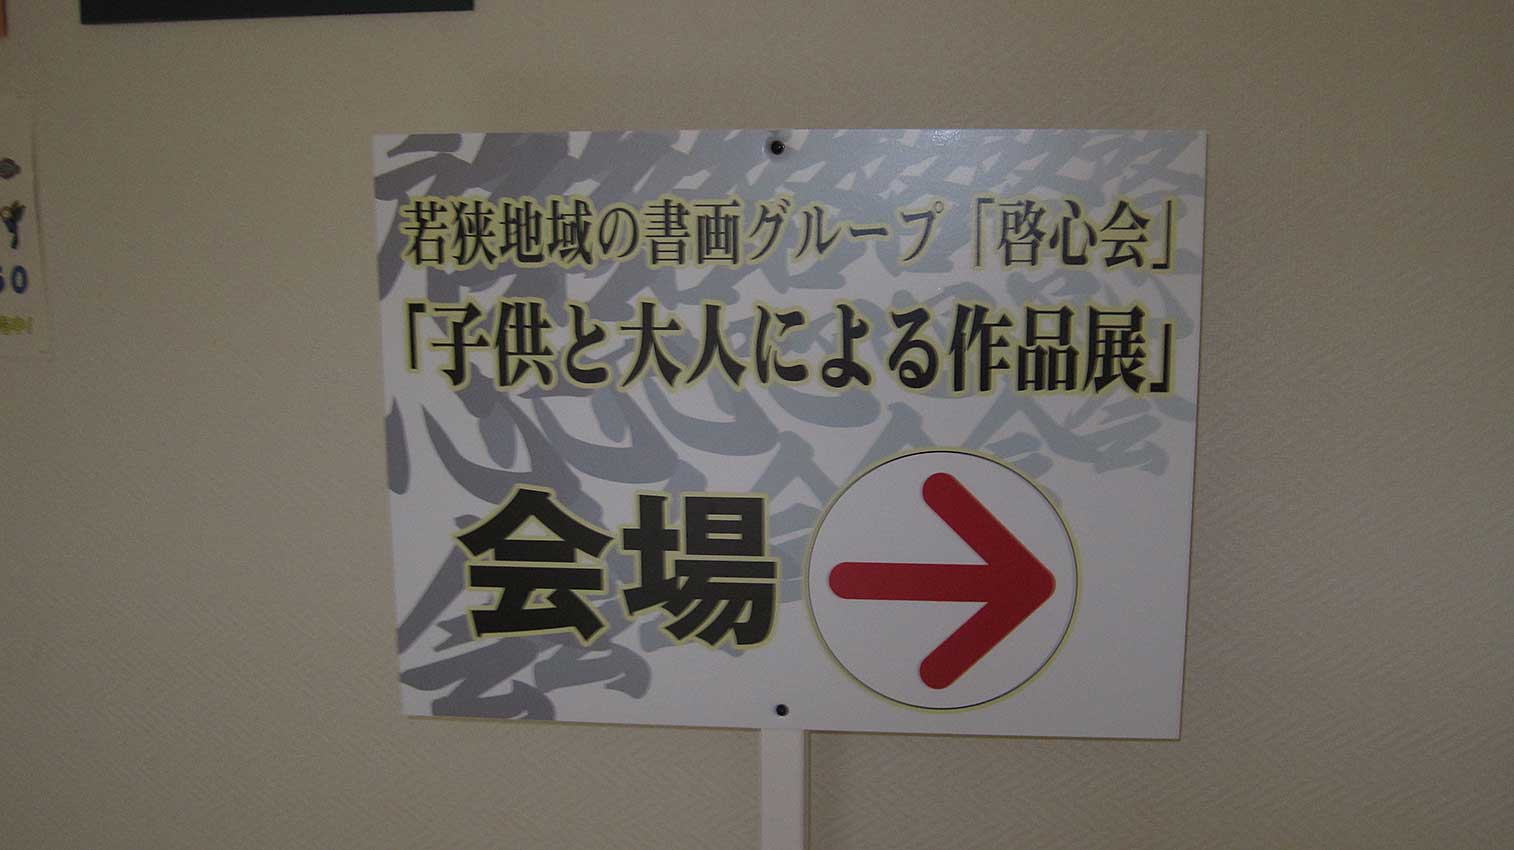 若狭地域の書画グループ「啓心会」
「子供と大人による作品展」
会場
50